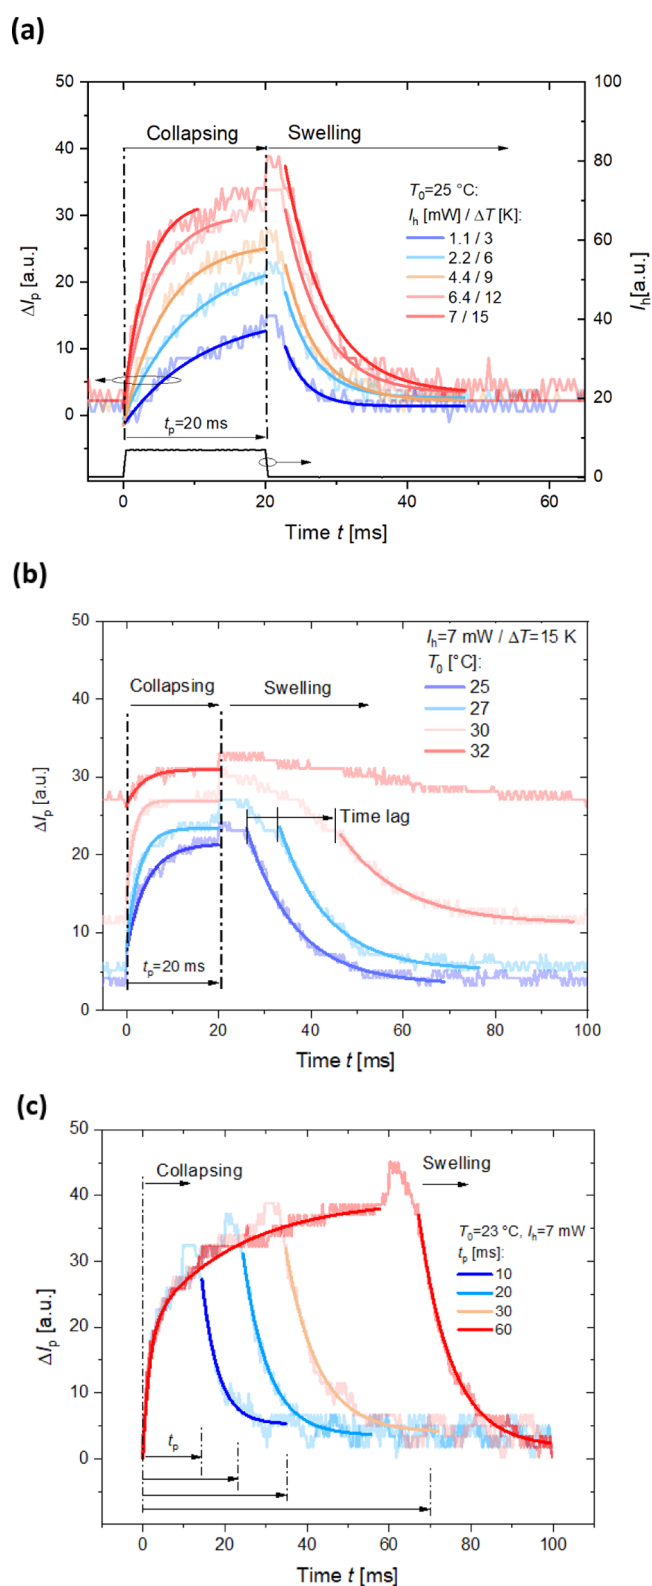 (a)
50
100
Collapsing
Swelling
40
80
T0=25 °C:
Ih [mW] / ΔT [K]:
30
1.1 / 3
60
2.2 / 6
ΔIp [a.u.]
4.4 / 9
Ih[a.u.]
20
6.4 / 12
7 / 15
40
10
20
tp=20 ms
0
0
0
20
40
60
Time t [ms]
(b)
50
Ih=7 mW / ΔT=15 K
T0 [°C]:
40
Collapsing
Swelling
25
27
30
32
30
ΔIp [a.u.]
Time lag
20
10
tp=20 ms
0
0
20
40
60
80
100
Time t [ms]
(c)
50
Collapsing
Swelling
40
T0=23 °C, Ih=7 mW
tp [ms]:
30
10
20
30
60
ΔIp [a.u.]
20
10
tp
0
0
20
40
60
80
100
Time t [ms]